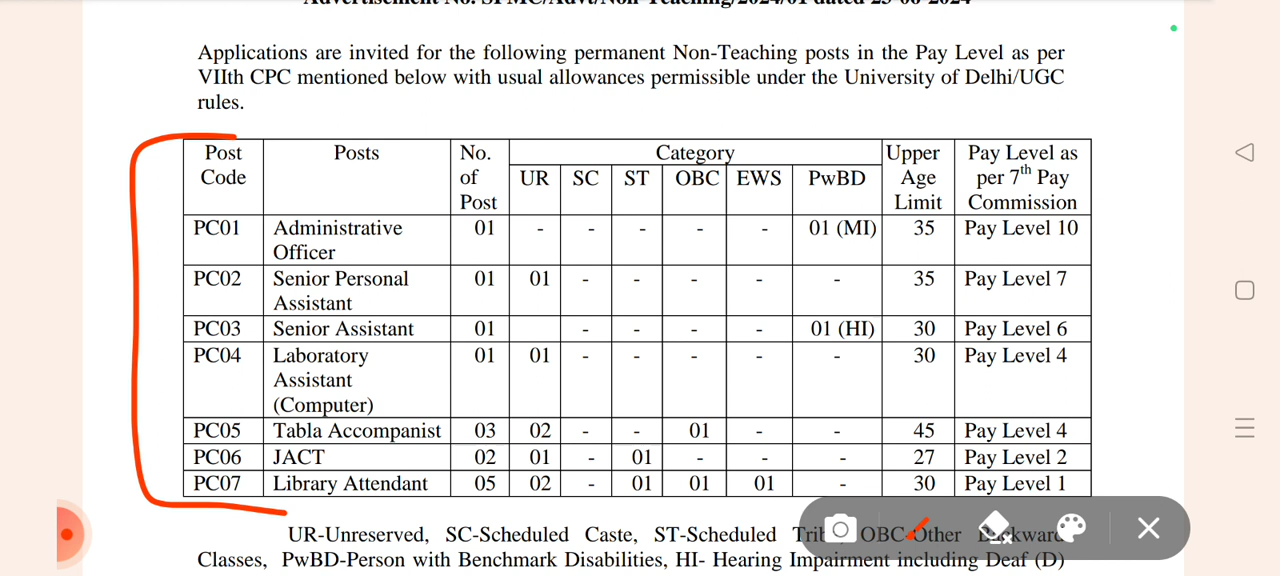 Applications are invited for the following permanent Non-Teaching posts in the Pay Level as per
VIIth CPC mentioned below with usual allowances permissible under the University of Delhi/UGC
rules.
Post Code Posts No. of Post Category Upper Age Limit Pay Level as per 7th Pay Commission
UR SC ST OBC EWS PwBD
PC01 Administrative Officer 01 - - - - - 01 (MI) 35 Pay Level 10
PC02 Senior Personal Assistant 01 01 - - - - - 35 Pay Level 7
PC03 Senior Assistant 01 - - - - 01 (HI) 30 Pay Level 6
PC04 Laboratory Assistant (Computer) 01 01 - - - - - 30 Pay Level 4
PC05 Tabla Accompanist 03 02 - - 01 - - 45 Pay Level 4
PC06 JACT 02 01 - 01 - - - 27 Pay Level 2
PC07 Library Attendant 05 02 - 01 01 01 - 30 Pay Level 1
UR-Unreserved, SC-Scheduled Caste, ST-Scheduled OBC-Other
Classes, PwBD-Person with Benchmark Disabilities, HI- Hearing Impairment including Deaf (D)